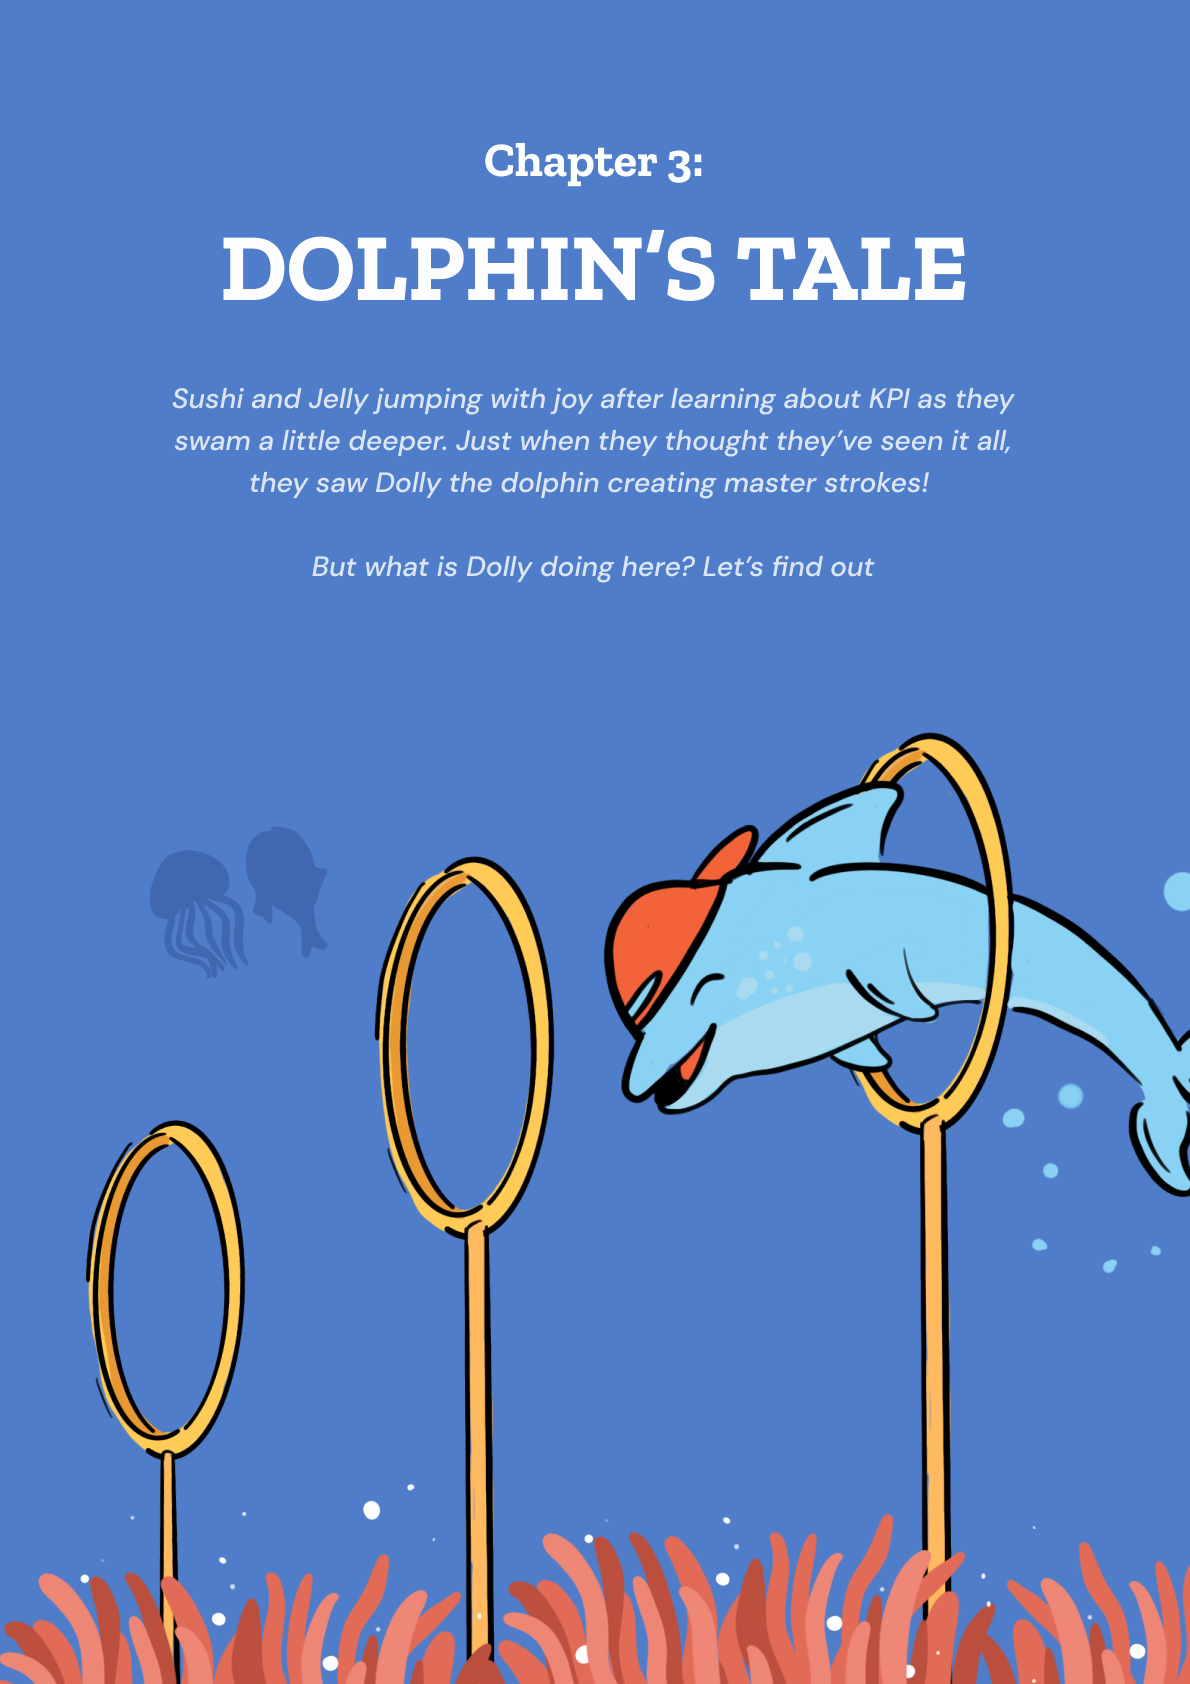 Chapter 3:
DOLPHIN’S TALE
Sushi and Jelly jumping with joy after learning about KPI as they
swam a little deeper. Just when they thought they’ve seen it all,
they saw Dolly the dolphin creating master strokes!
But what is Dolly doing here? Let’s find out